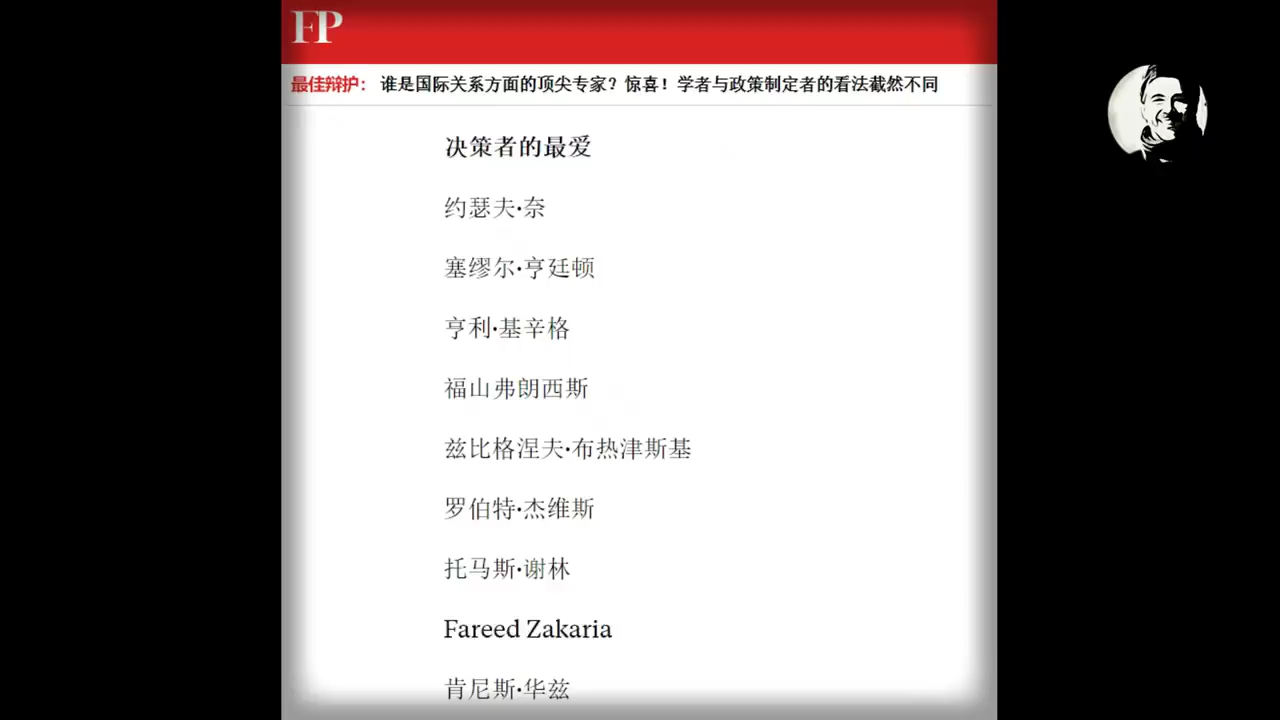 FP
最佳辩护： 谁是国际关系方面的顶尖专家？惊喜！学者与政策制定者的看法截然不同
决策者的最爱
约瑟夫·奈
塞缪尔·亨廷顿
亨利·基辛格
福山弗朗西斯
兹比格涅夫·布热津斯基
罗伯特·杰维斯
托马斯·谢林
Fareed Zakaria
肯尼斯·华兹